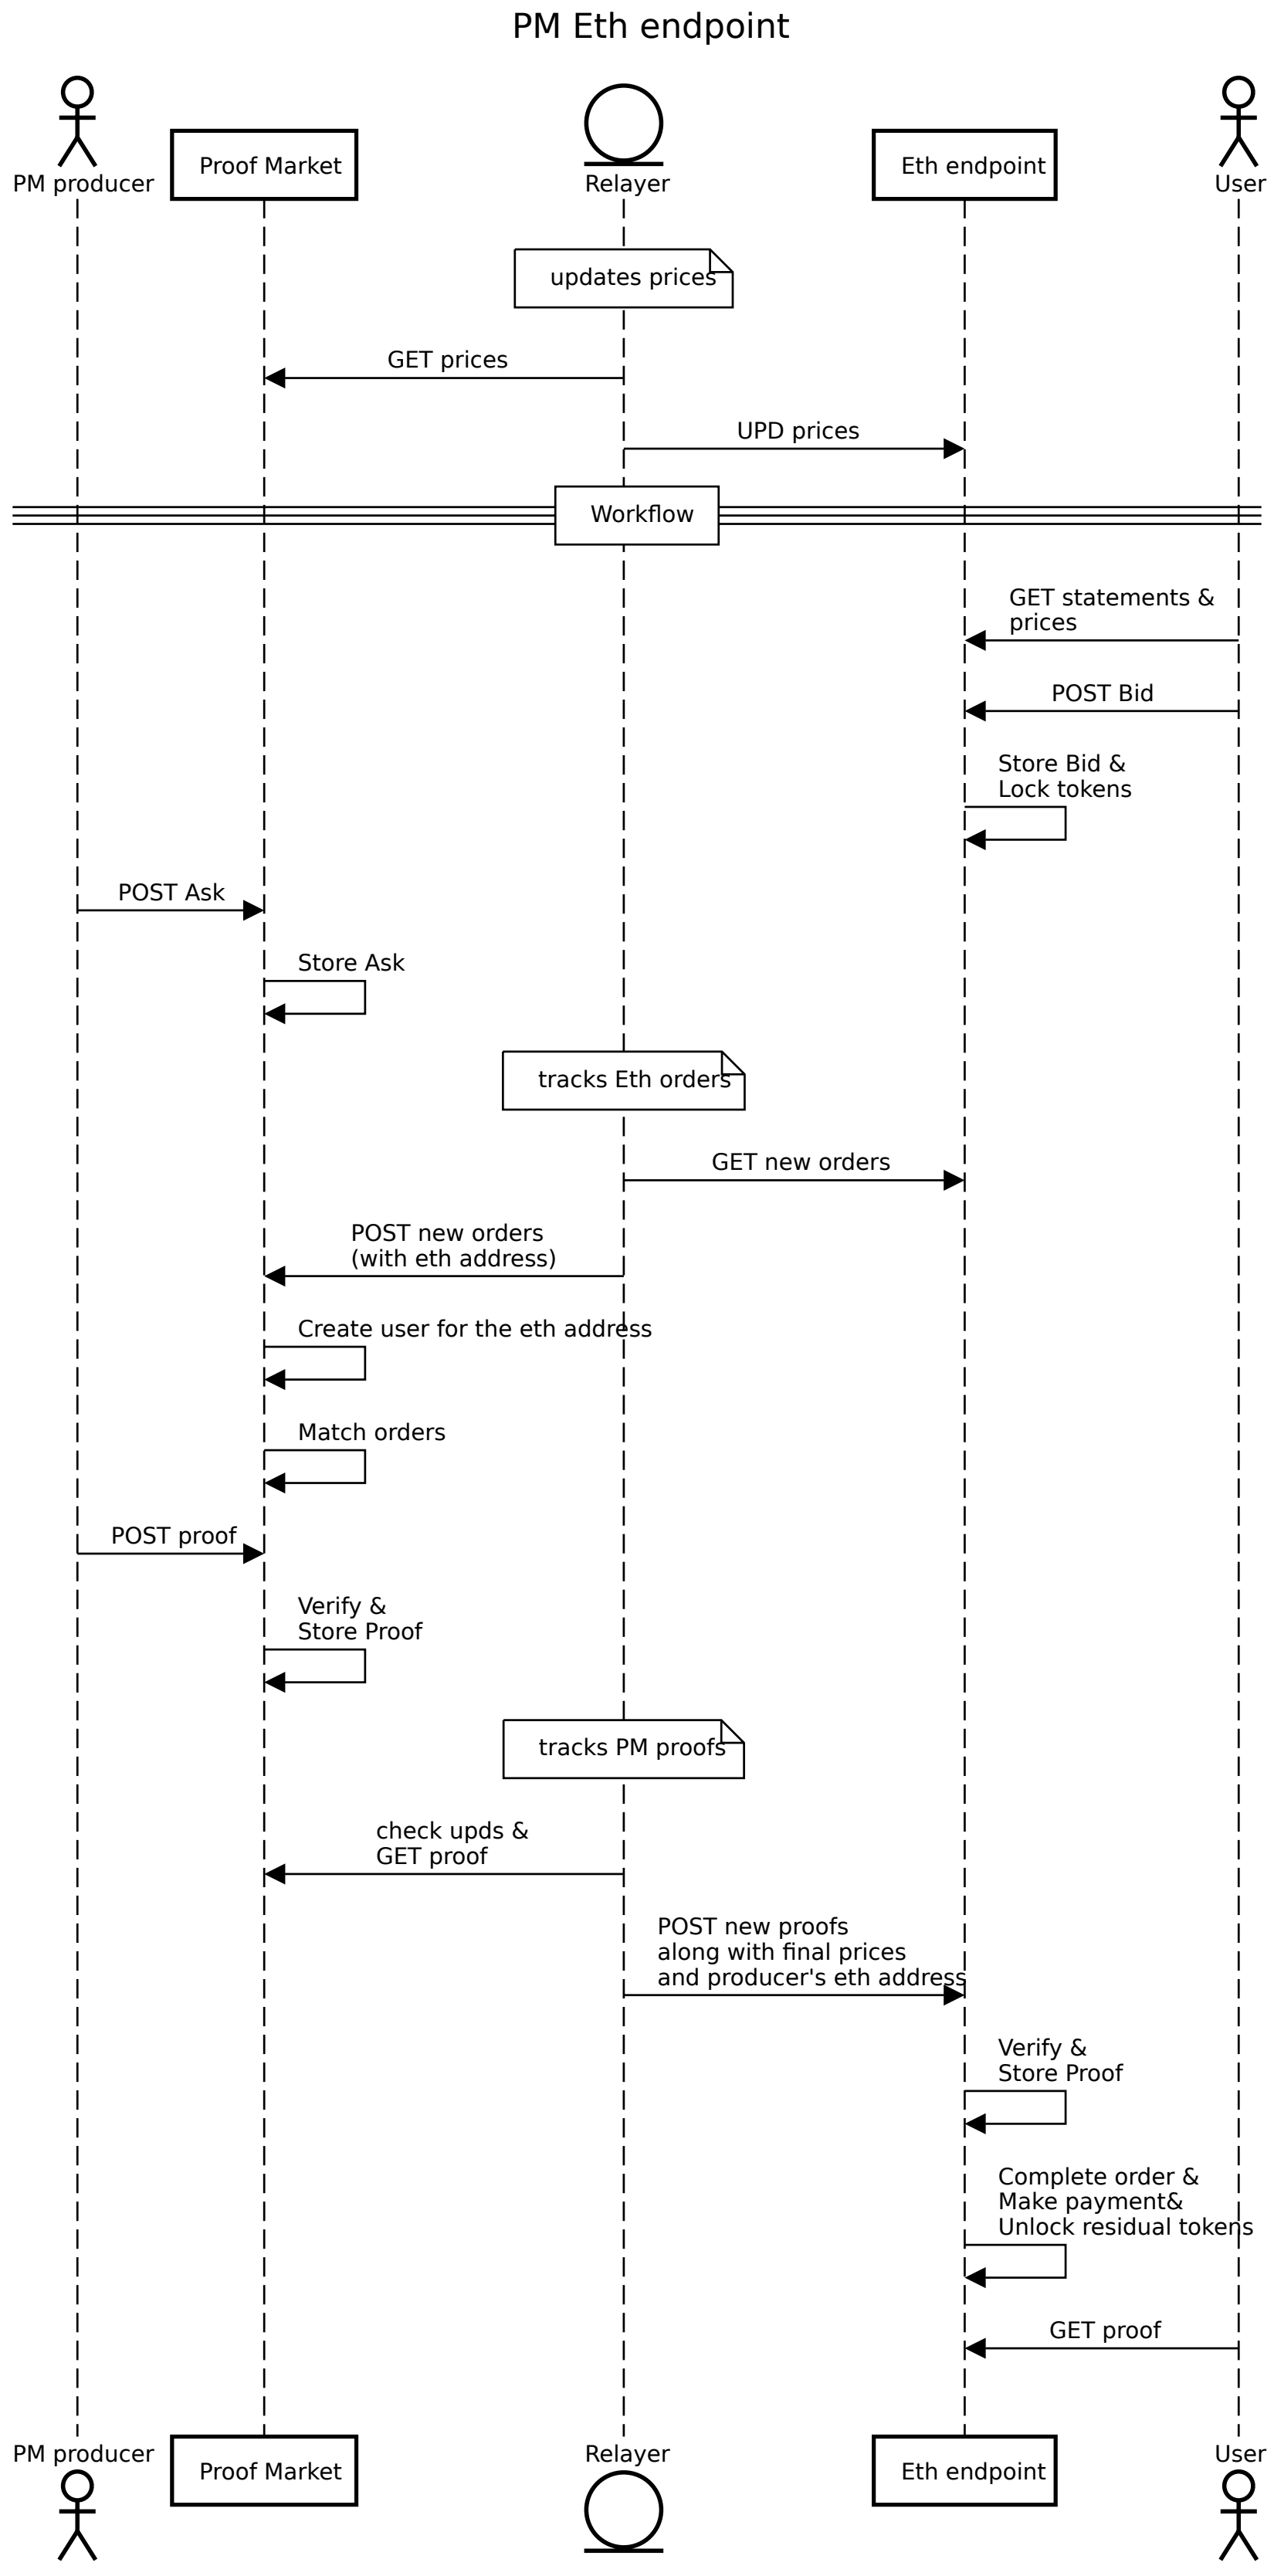 PM Eth endpoint
PM producer
Proof Market
Relayer
Eth endpoint
User
updates prices
GET prices
UPD prices
Workflow
GET statements &
prices
POST Bid
Store Bid &
Lock tokens
POST Ask
Store Ask
tracks Eth orders
GET new orders
POST new orders
(with eth address)
Create user for the eth address
Match orders
POST proof
Verify &
Store Proof
tracks PM proofs
check upds &
GET proof
POST new proofs
along with final prices
and producer's eth address
Verify &
Store Proof
Complete order &
Make payment&
Unlock residual tokens
GET proof
PM producer
Proof Market
Relayer
Eth endpoint
User